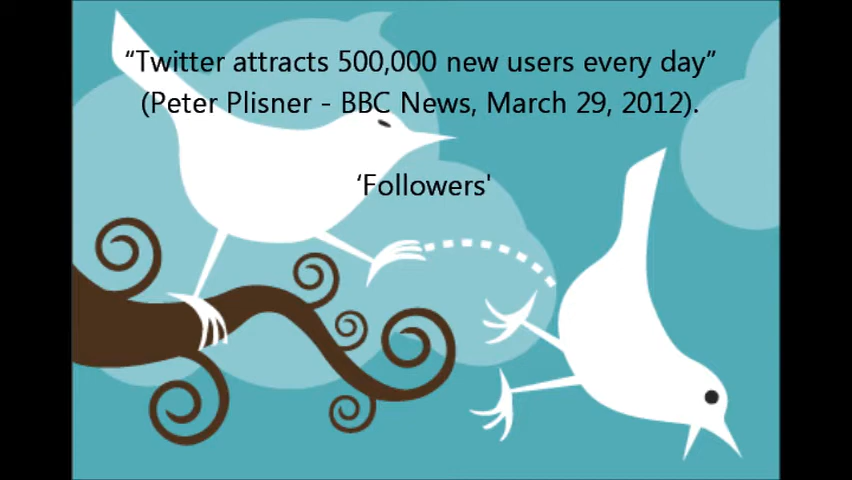 “Twitter attracts 500,000 new users every day”
(Peter Plisner - BBC News, March 29, 2012).
‘Followers'